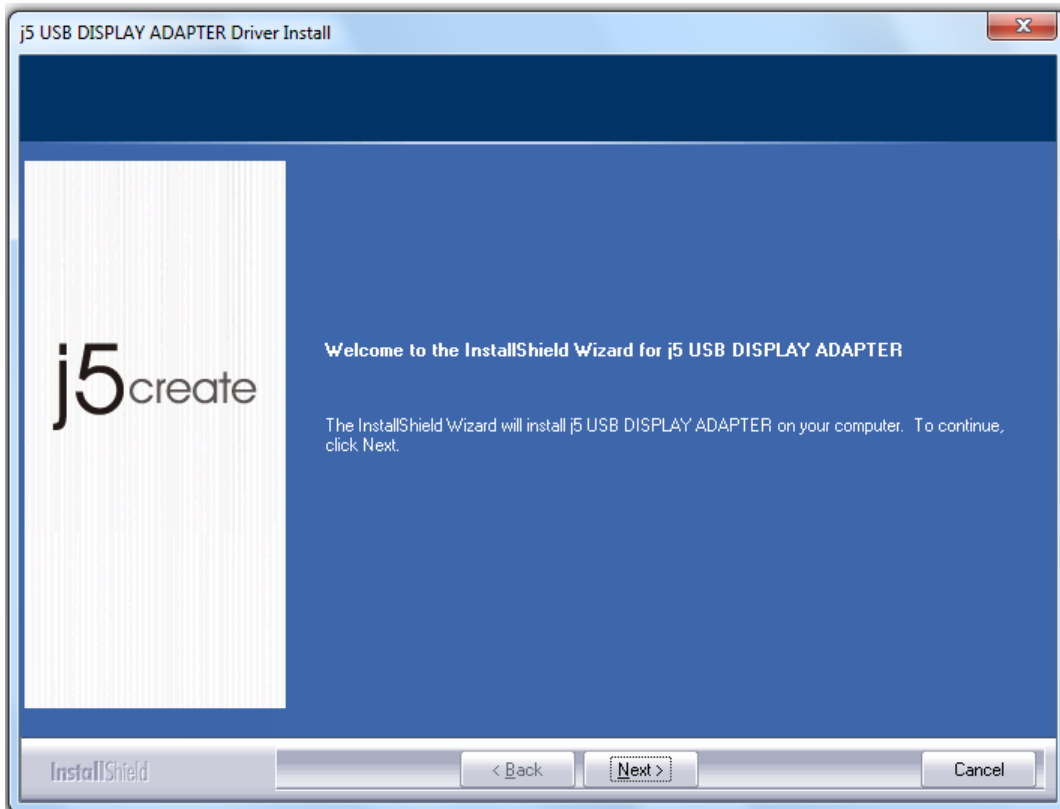 j5 USB DISPLAY ADAPTER Driver Install
j5create
Welcome to the InstallShield Wizard for j5 USB DISPLAY ADAPTER
The InstallShield Wizard will install j5 USB DISPLAY ADAPTER on your computer.  To continue,
click Next.
InstallShield
< Back
Next >
Cancel